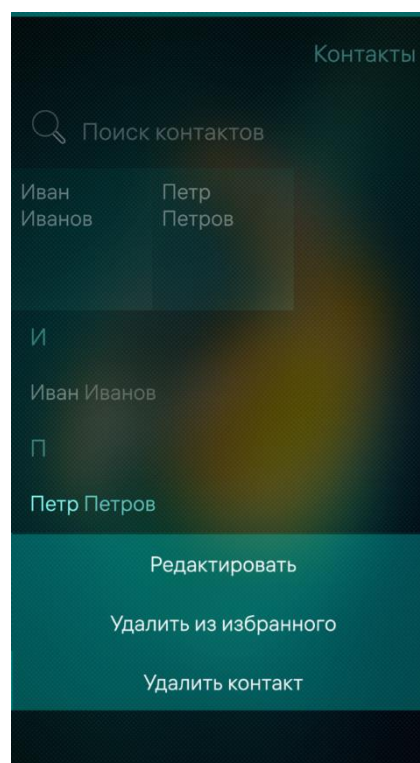 Контакты
Поиск контактов
Иван
Иванов
Петр
Петров
И
Иван Иванов
П
Петр Петров
Редактировать
Удалить из избранного
Удалить контакт